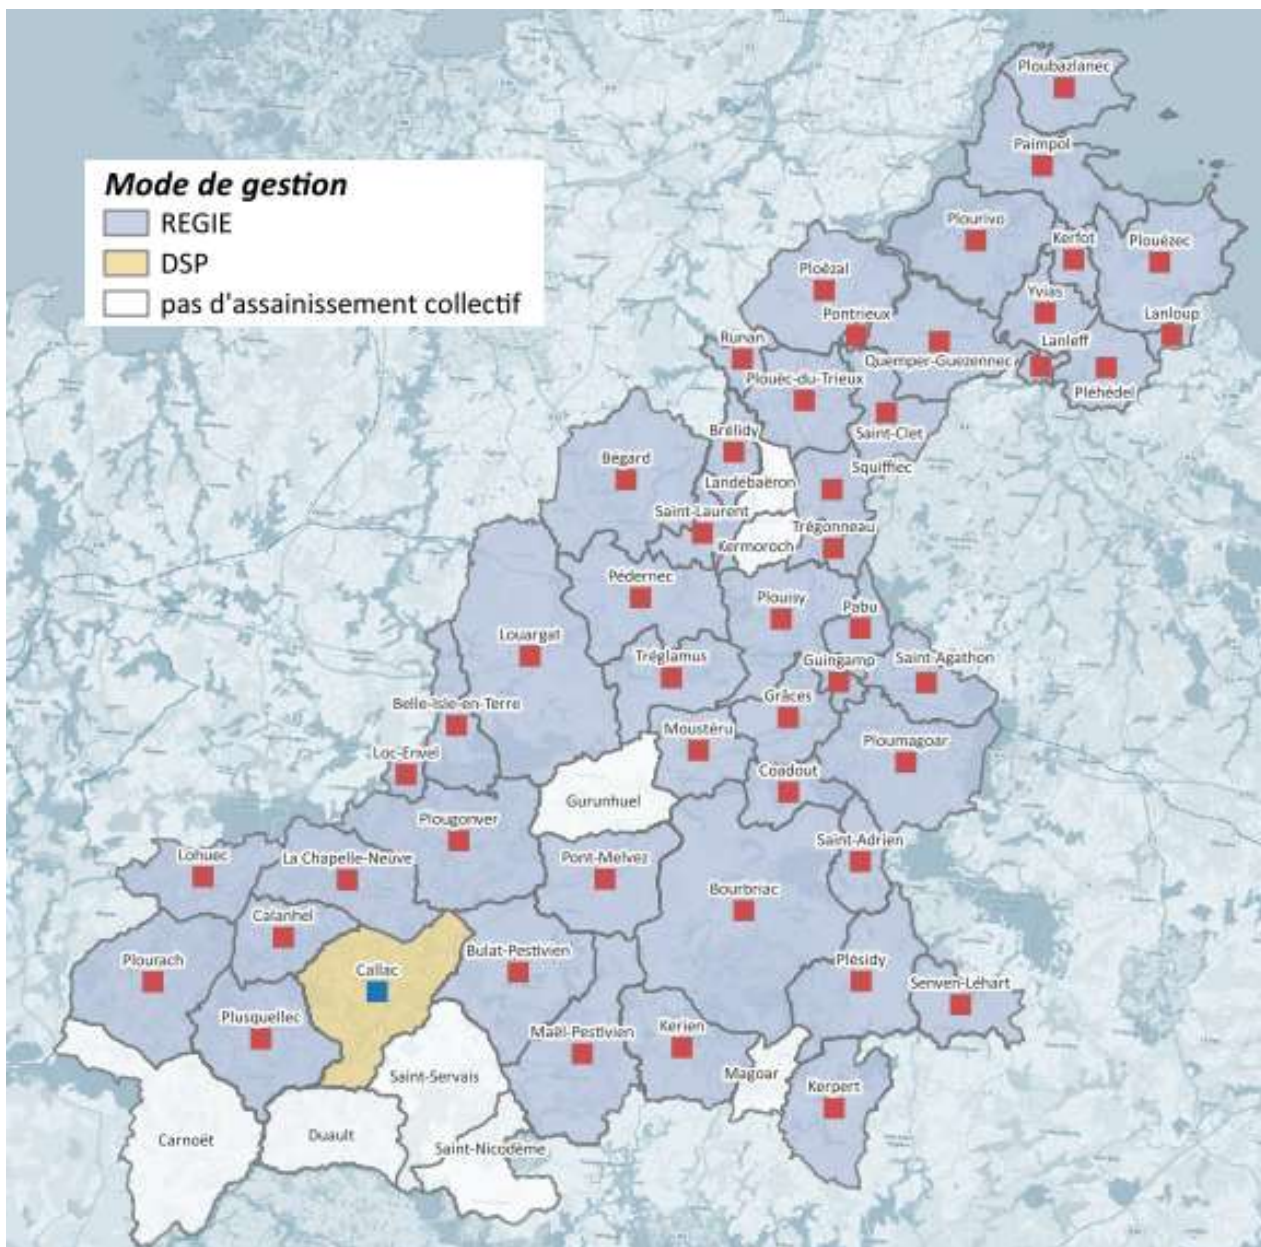 Ploubazlanec
Paimpol
Mode de gestion
REGIE
DSP
pas d'assainissement collectif
Plourivo
Kerfot
Plouézec
Ploëzal
Yvias
Pontrieux
Lanloup
Runan
Lanleff
Quemper-Guezennec
Plouëc-du-Trieux
Pléhédel
Brélidy
Saint-Clet
Bégard
Squiffiec
Landebaëron
Saint-Laurent
Trégonneau
Kermoroch
Pédernec
Plouisy
Pabu
Louargat
Tréglamus
Guingamp
Saint-Agathon
Grâces
Belle-Isle-en-Terre
Moustéru
Ploumagoar
Loc-Envel
Coadout
Gurunhuel
Plougonver
Saint-Adrien
Lohuec
La Chapelle-Neuve
Pont-Melvez
Bourbriac
Calanhel
Plourach
Callac
Bulat-Pestivien
Plésidy
Senven-Léhart
Plusquellec
Maël-Pestivien
Kerien
Saint-Servais
Magoar
Kerpert
Carnoët
Duault
Saint-Nicodème